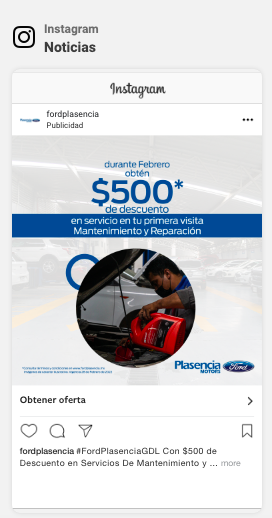 Instagram
Noticias
Instagram
fordplasencia
Publicidad
durante Febrero
obtén
$500*
de descuento
en servicio en tu primera visita
Mantenimiento y Reparación
Plasencia
MOTORS
Ford
Obtener oferta
fordplasencia #FordPlasenciaGDL Con $500 de
Descuento en Servicios De Mantenimiento y ... more